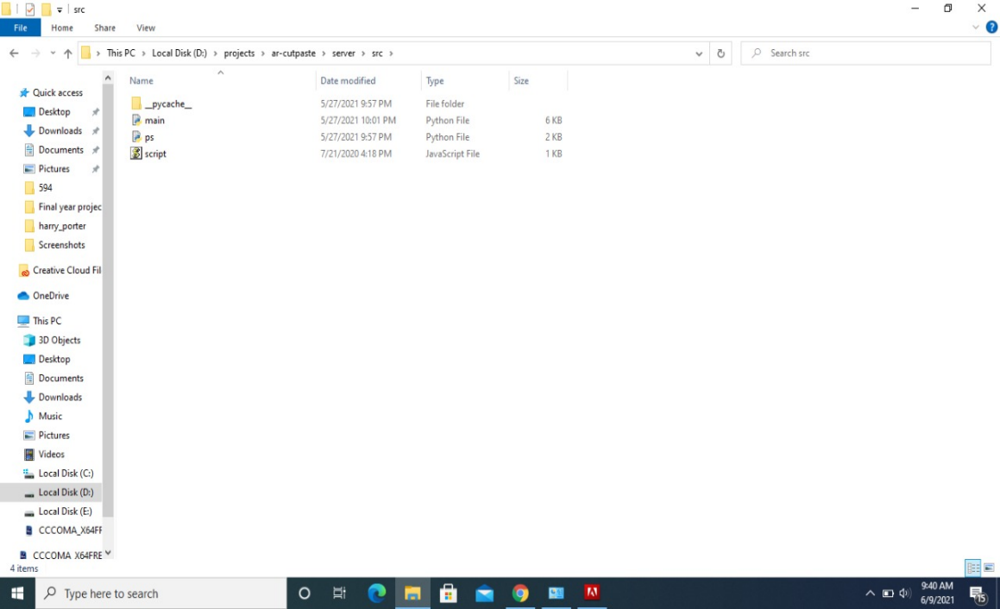 src
File Home Share View
This PC > Local Disk (D:) > projects > ar-cutpaste > server > src >
Search src
Name Date modified Type Size
__pycache__ 5/27/2021 9:57 PM File folder
main 5/27/2021 10:01 PM Python File 6 KB
ps 5/27/2021 9:57 PM Python File 2 KB
script 7/21/2020 4:18 PM JavaScript File 1 KB
Quick access
Desktop
Downloads
Documents
Pictures
594
Final year projec
harry_porter
Screenshots
Creative Cloud Fil
OneDrive
This PC
3D Objects
Desktop
Documents
Downloads
Music
Pictures
Videos
Local Disk (C:)
Local Disk (D:)
Local Disk (E:)
CCCOMA_X64FF
CCCOMA_X64FRE
4 items
Type here to search
9:40 AM
6/9/2021
15